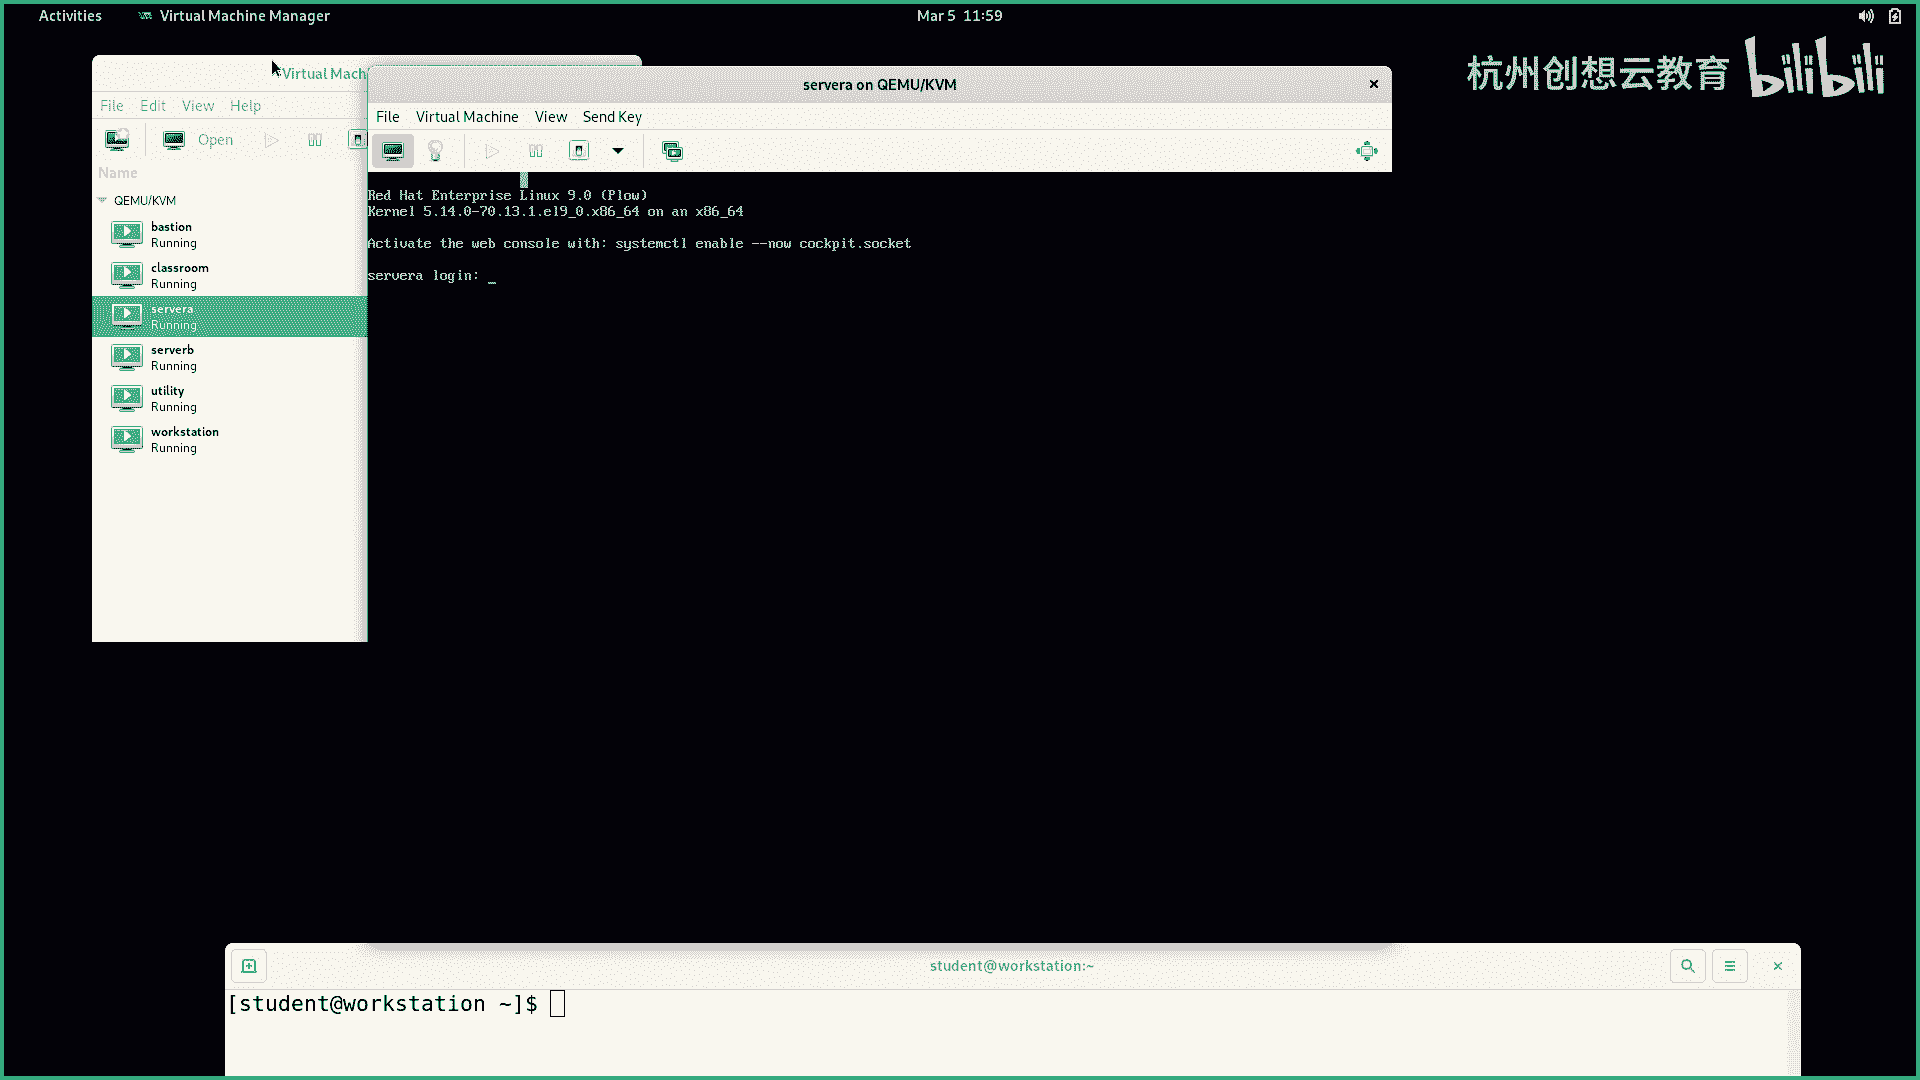 Activities
Virtual Machine Manager
Mar 5 11:59
杭州创想云教育 bilibili
Virtual Mach
File Edit View Help
Open
Name
QEMU/KVM
bastion
Running
classroom
Running
servera
Running
serverb
Running
utility
Running
workstation
Running
servera on QEMU/KVM
File Virtual Machine View Send Key
Red Hat Enterprise Linux 9.0 (Plow)
Kernel 5.14.0-70.13.1.el9_0.x86_64 on an x86_64
Activate the web console with: systemctl enable --now cockpit.socket
servera login: _
student@workstation:~
[student@workstation ~]$